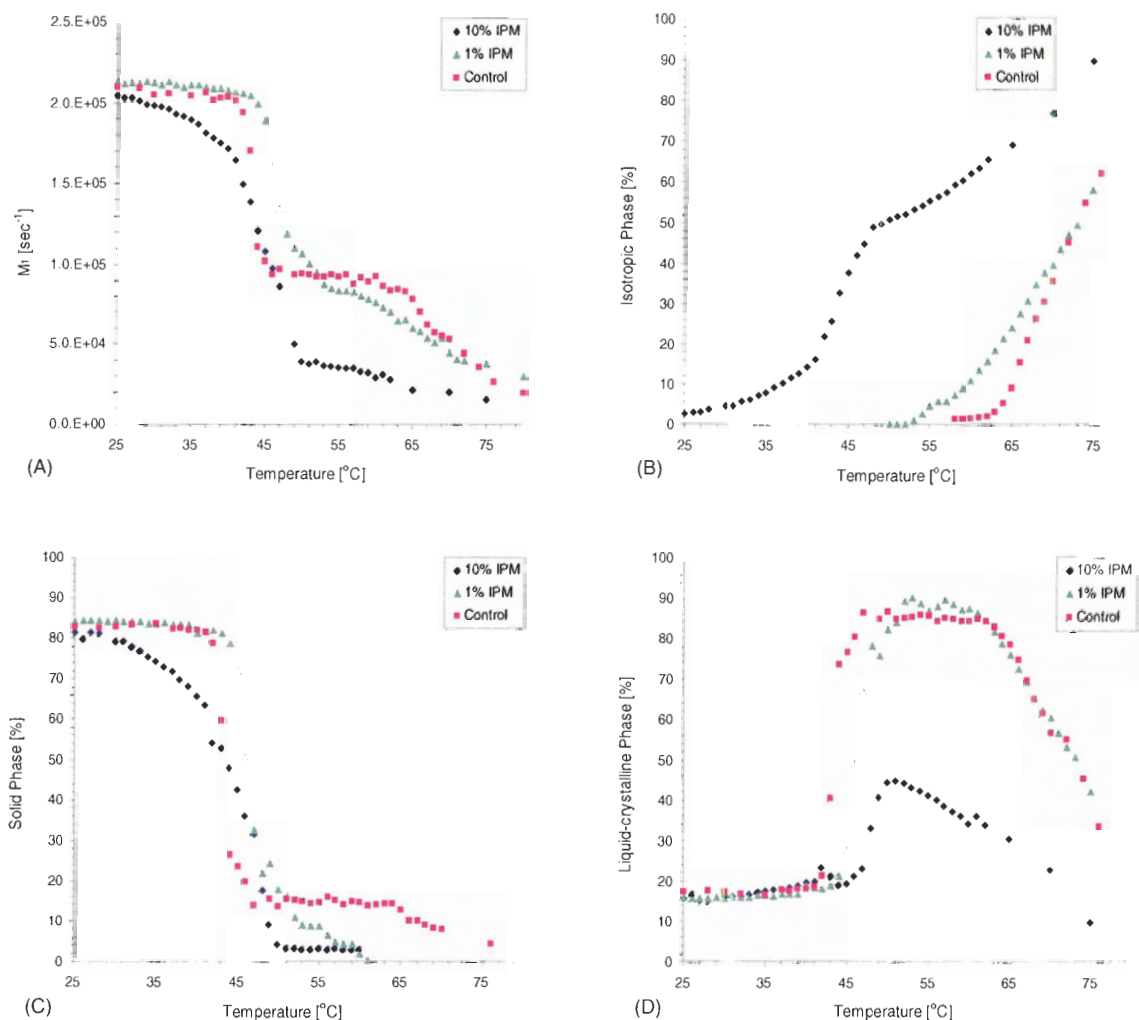 2.5.E+05
2.0.E+05
1.5.E+05
1.0.E+05
5.0.E+04
0.0.E+00
M1 [sec-1]
25 35 45 55 65 75
Temperature [°C]
(A)
10% IPM
1% IPM
Control
100
90
80
70
60
50
40
30
20
10
0
Isotropic Phase [%]
25 35 45 55 65 75
Temperature [°C]
(B)
10% IPM
1% IPM
Control
100
90
80
70
60
50
40
30
20
10
0
Solid Phase [%]
25 35 45 55 65 75
Temperature [°C]
(C)
10% IPM
1% IPM
Control
100
90
80
70
60
50
40
30
20
10
0
Liquid-crystalline Phase [%]
25 35 45 55 65 75
Temperature [°C]
(D)
10% IPM
1% IPM
Control